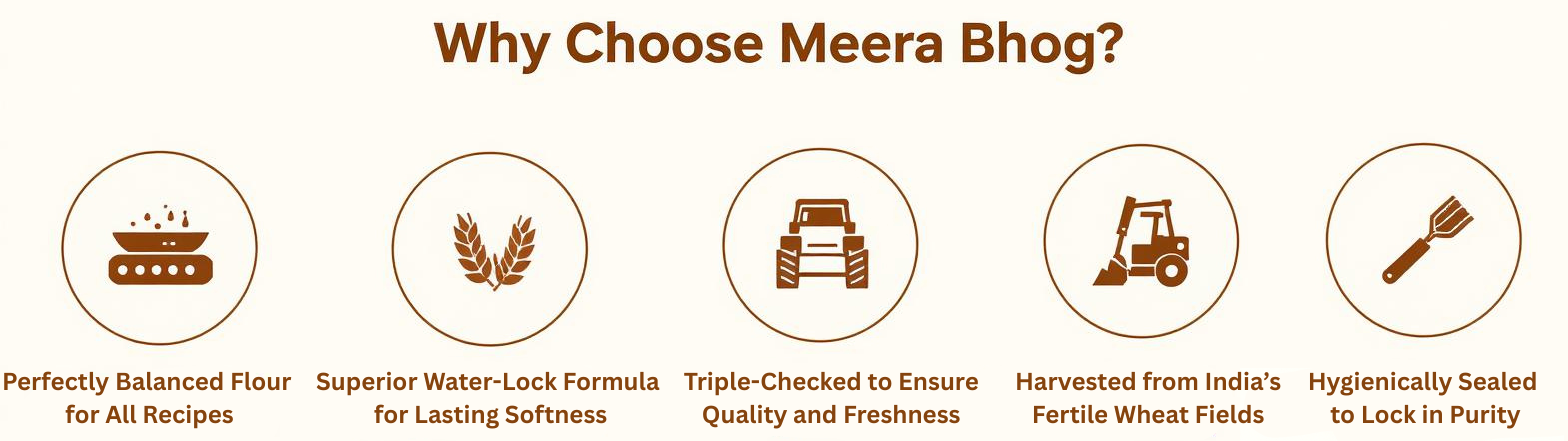 Why Choose Meera Bhog?
Perfectly Balanced Flour
for All Recipes
Superior Water-Lock Formula
for Lasting Softness
Triple-Checked to Ensure
Quality and Freshness
Harvested from India's
Fertile Wheat Fields
Hygienically Sealed
to Lock in Purity